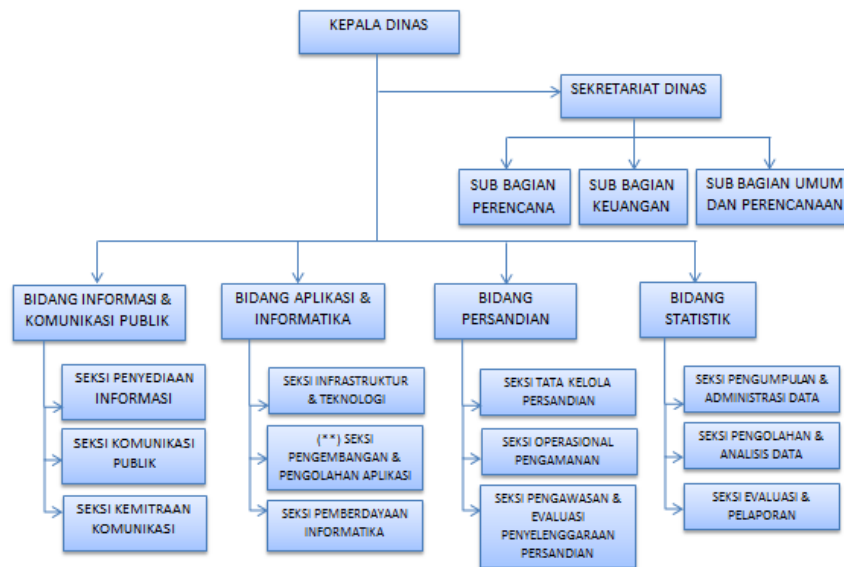 KEPALA DINAS
SEKRETARIAT DINAS
SUB BAGIAN
PERENCANA
SUB BAGIAN
KEUANGAN
SUB BAGIAN UMUM
DAN PERENCANAAN
BIDANG INFORMASI &
KOMUNIKASI PUBLIK
SEKSI PENYEDIAAN
INFORMASI
SEKSI KOMUNIKASI
PUBLIK
SEKSI KEMITRAAN
KOMUNIKASI
BIDANG APLIKASI &
INFORMATIKA
SEKSI INFRASTRUKTUR
& TEKNOLOGI
(**) SEKSI
PENGEMBANGAN &
PENGOLAHAN APLIKASI
SEKSI PEMBERDAYAAN
INFORMATIKA
BIDANG
PERSANDIAN
SEKSI TATA KELOLA
PERSANDIAN
SEKSI OPERASIONAL
PENGAMANAN
SEKSI PENGAWASAN &
EVALUASI
PENYELENGGARAAN
PERSANDIAN
BIDANG
STATISTIK
SEKSI PENGUMPULAN &
ADMINISTRASI DATA
SEKSI PENGOLAHAN &
ANALISIS DATA
SEKSI EVALUASI &
PELAPORAN